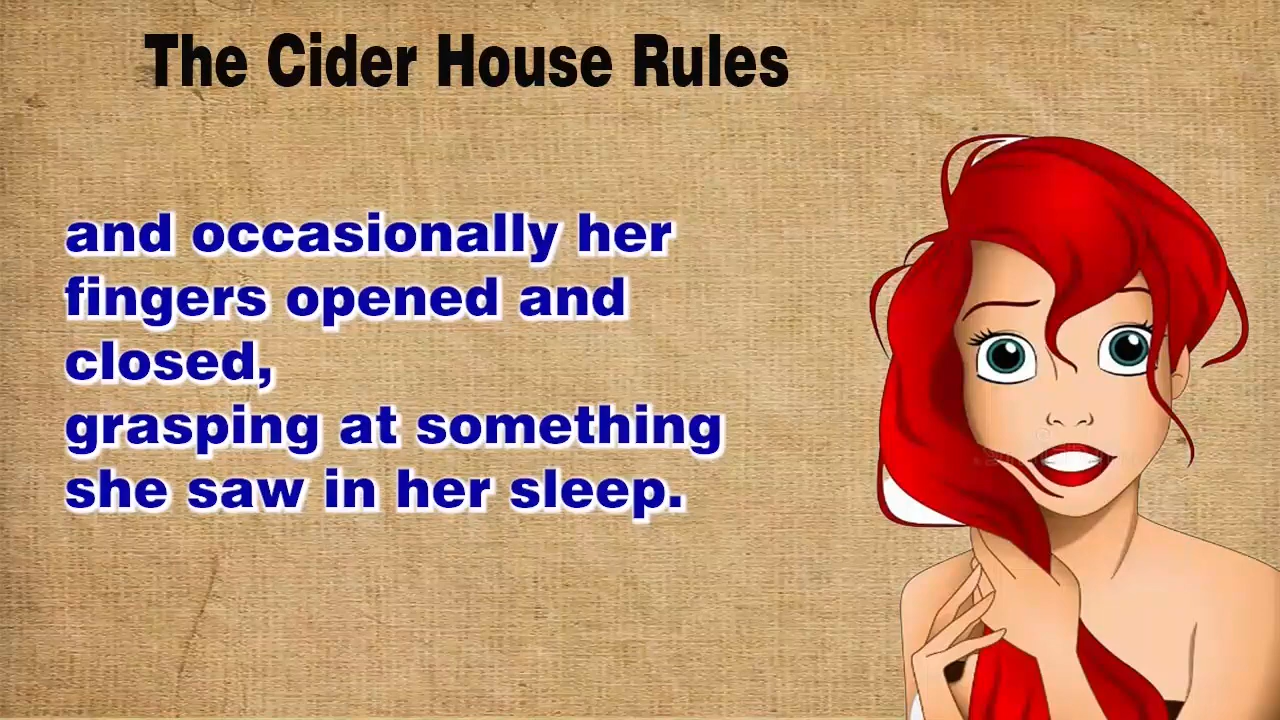 The Cider House Rules
and occasionally her
fingers opened and
closed,
grasping at something
she saw in her sleep.